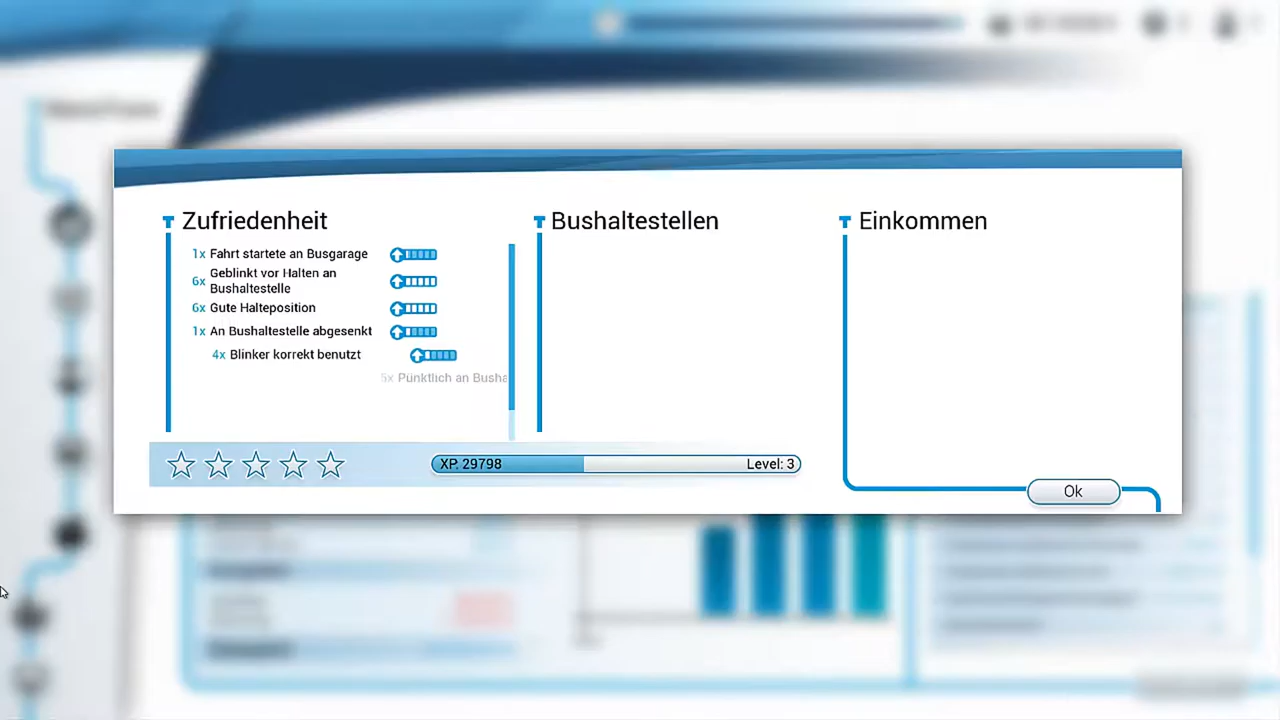 Zufriedenheit
1x Fahrt startete an Busgarage
6x Geblinkt vor Halten an
Bushaltestelle
6x Gute Halteposition
1x An Bushaltestelle abgesenkt
4x Blinker korrekt benutzt
5x Pünktlich an Busha
Bushaltestellen
Einkommen
XP: 29798
Level: 3
Ok